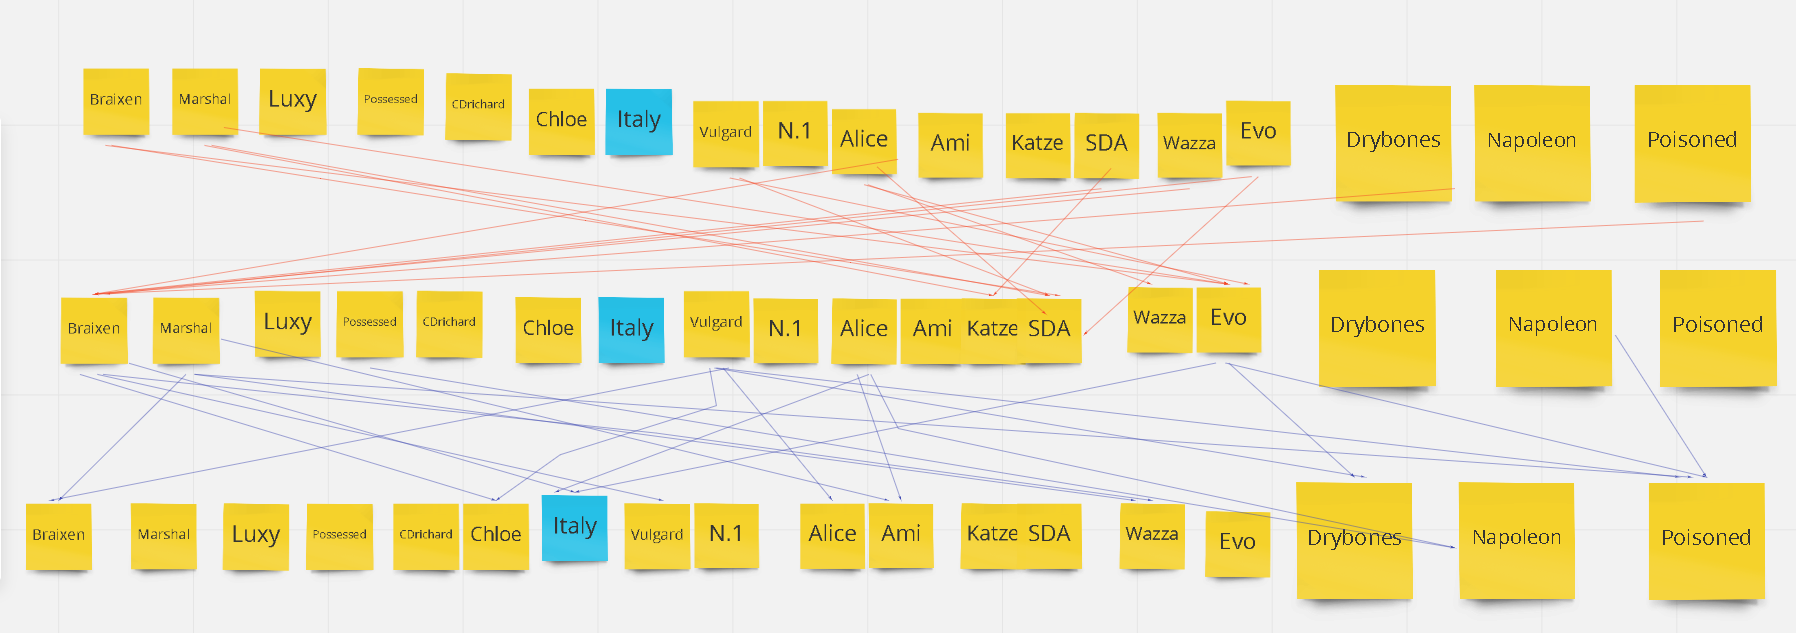 Braixen
Marshal
Luxy
Possessed
CDrichard
Chloe
Italy
Vulgard
N.1
Alice
Ami
Katze
SDA
Wazza
Evo
Drybones
Napoleon
Poisoned
Braixen
Marshal
Luxy
Possessed
CDrichard
Chloe
Italy
Vulgard
N.1
Alice
Ami
Katze
SDA
Wazza
Evo
Drybones
Napoleon
Poisoned
Braixen
Marshal
Luxy
Possessed
CDrichard
Chloe
Italy
Vulgard
N.1
Alice
Ami
Katze
SDA
Wazza
Evo
Drybones
Napoleon
Poisoned